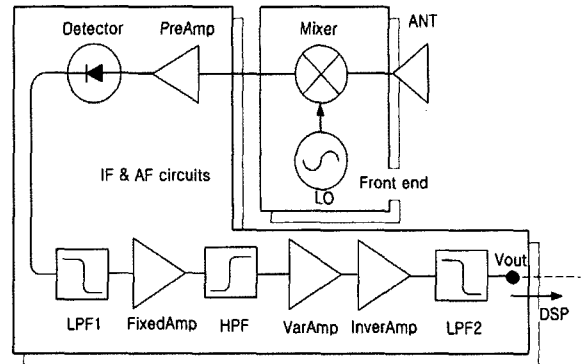 Detector
PreAmp
Mixer
ANT
IF & AF circuits
LO
Front end
LPF1
FixedAmp
HPF
VarAmp
InverAmp
LPF2
Vout
DSP